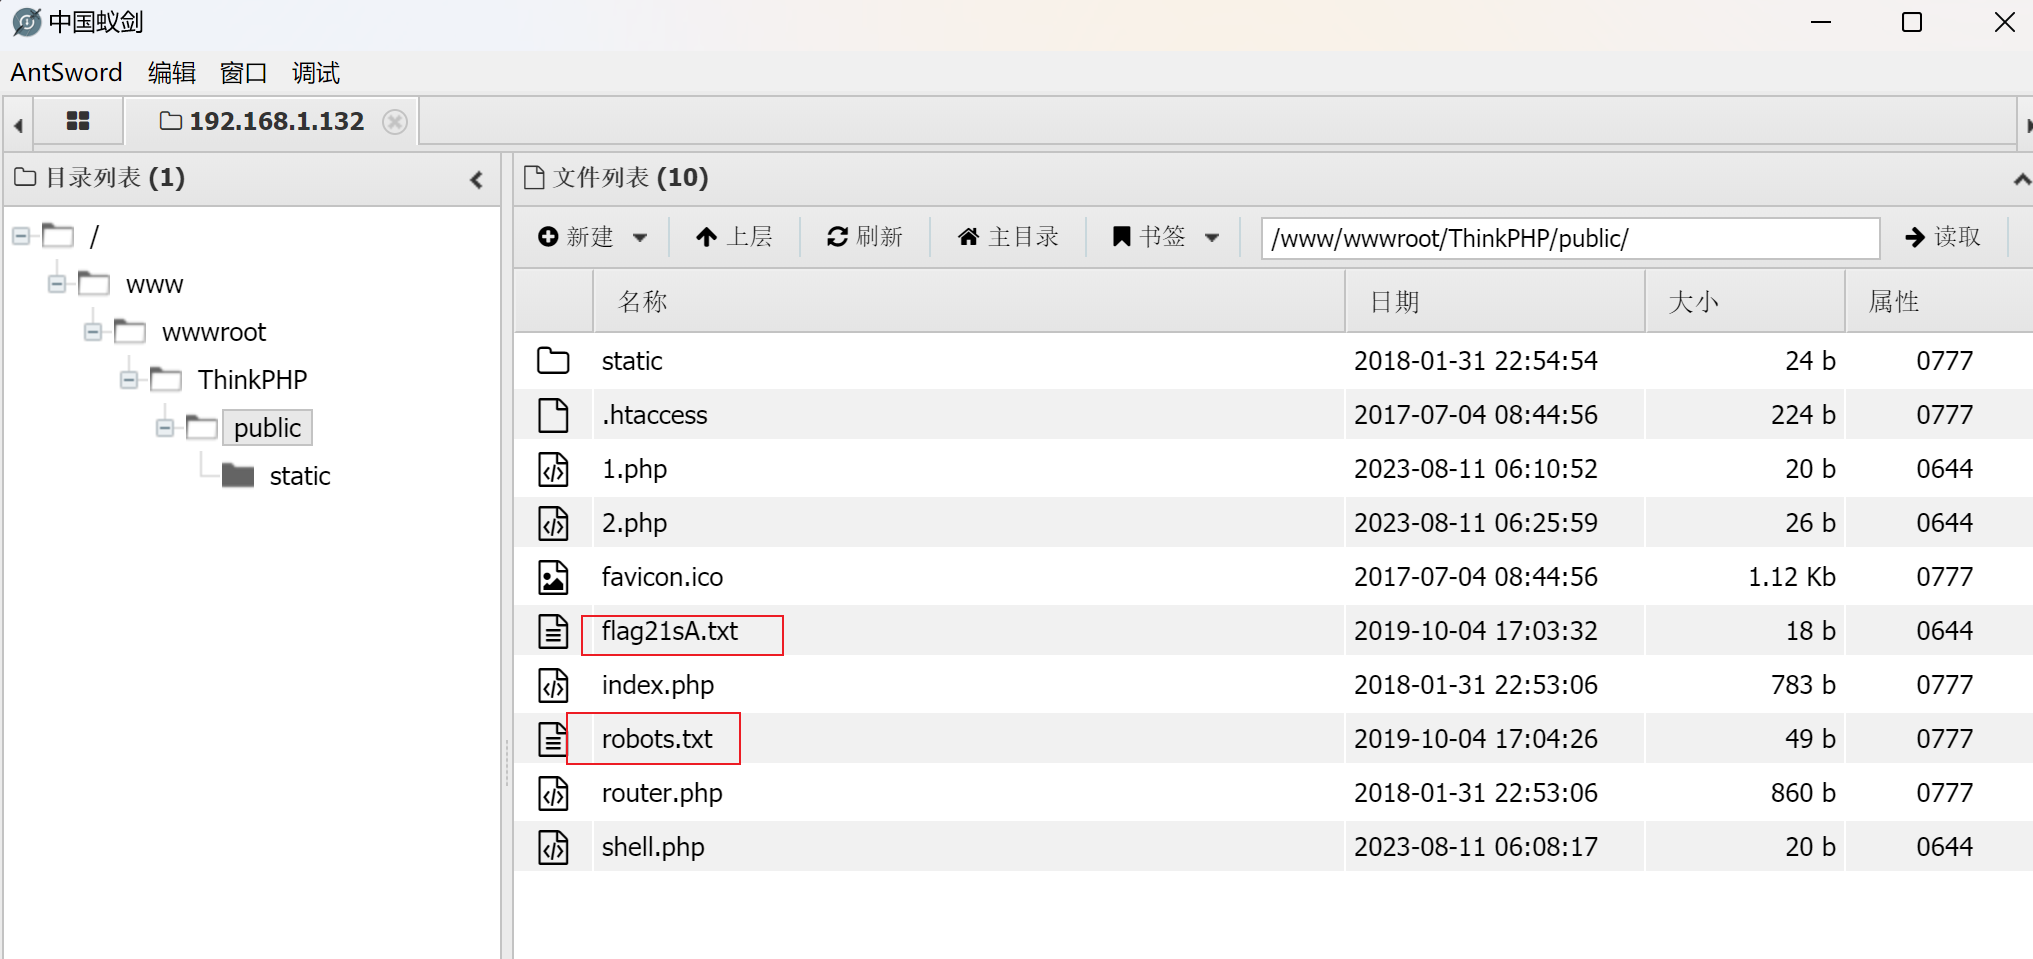 中国蚁剑
AntSword 编辑 窗口 调试
192.168.1.132
目录列表 (1)
/
www
wwwroot
ThinkPHP
public
static
文件列表 (10)
新建 上层 刷新 主目录 书签 /www/wwwroot/ThinkPHP/public/ 读取
名称 日期 大小 属性
static 2018-01-31 22:54:54 24 b 0777
.htaccess 2017-07-04 08:44:56 224 b 0777
1.php 2023-08-11 06:10:52 20 b 0644
2.php 2023-08-11 06:25:59 26 b 0644
favicon.ico 2017-07-04 08:44:56 1.12 Kb 0777
flag21sA.txt 2019-10-04 17:03:32 18 b 0644
index.php 2018-01-31 22:53:06 783 b 0777
robots.txt 2019-10-04 17:04:26 49 b 0777
router.php 2018-01-31 22:53:06 860 b 0777
shell.php 2023-08-11 06:08:17 20 b 0644